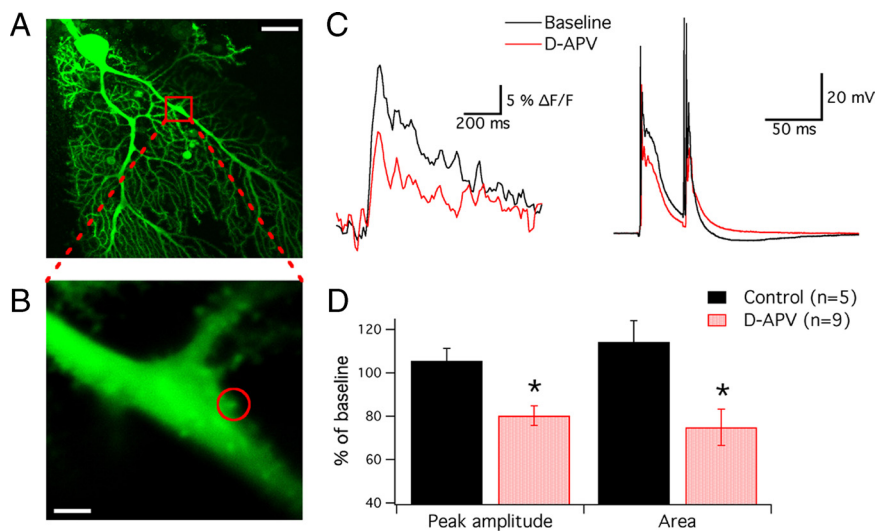 A
B
C
Baseline
D-APV
5 % ΔF/F
200 ms
20 mV
50 ms
D
Control (n=5)
D-APV (n=9)
% of baseline
120
100
80
60
40
*
*
Peak amplitude
Area